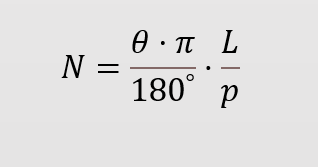 N = θ · π / 180° · L / p